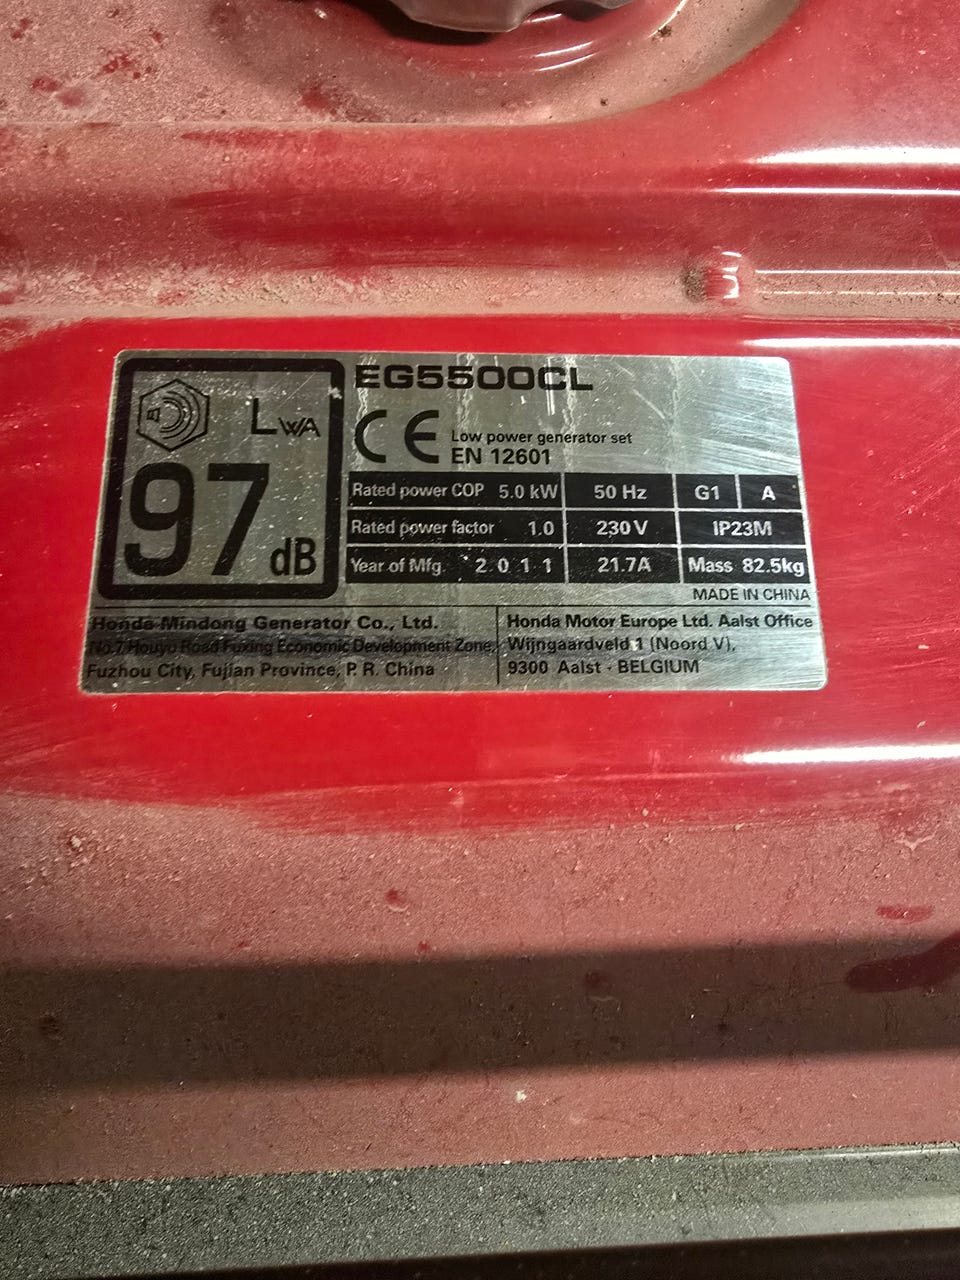 EG5500CL
LWA
97 dB
CE Low power generator set
EN 12601
Rated power COP 5.0 kW 50 Hz G1 A
Rated power factor 1.0 230 V IP23M
Year of Mfg. 2 0 1 1 21.7A Mass 82.5kg
MADE IN CHINA
Honda Mindong Generator Co., Ltd.
No.7 Houyu Road Fuxing Economic Development Zone,
Fuzhou City, Fujian Province, P. R. China
Honda Motor Europe Ltd. Aalst Office
Wijngaardveld 1 (Noord V),
9300 Aalst - BELGIUM